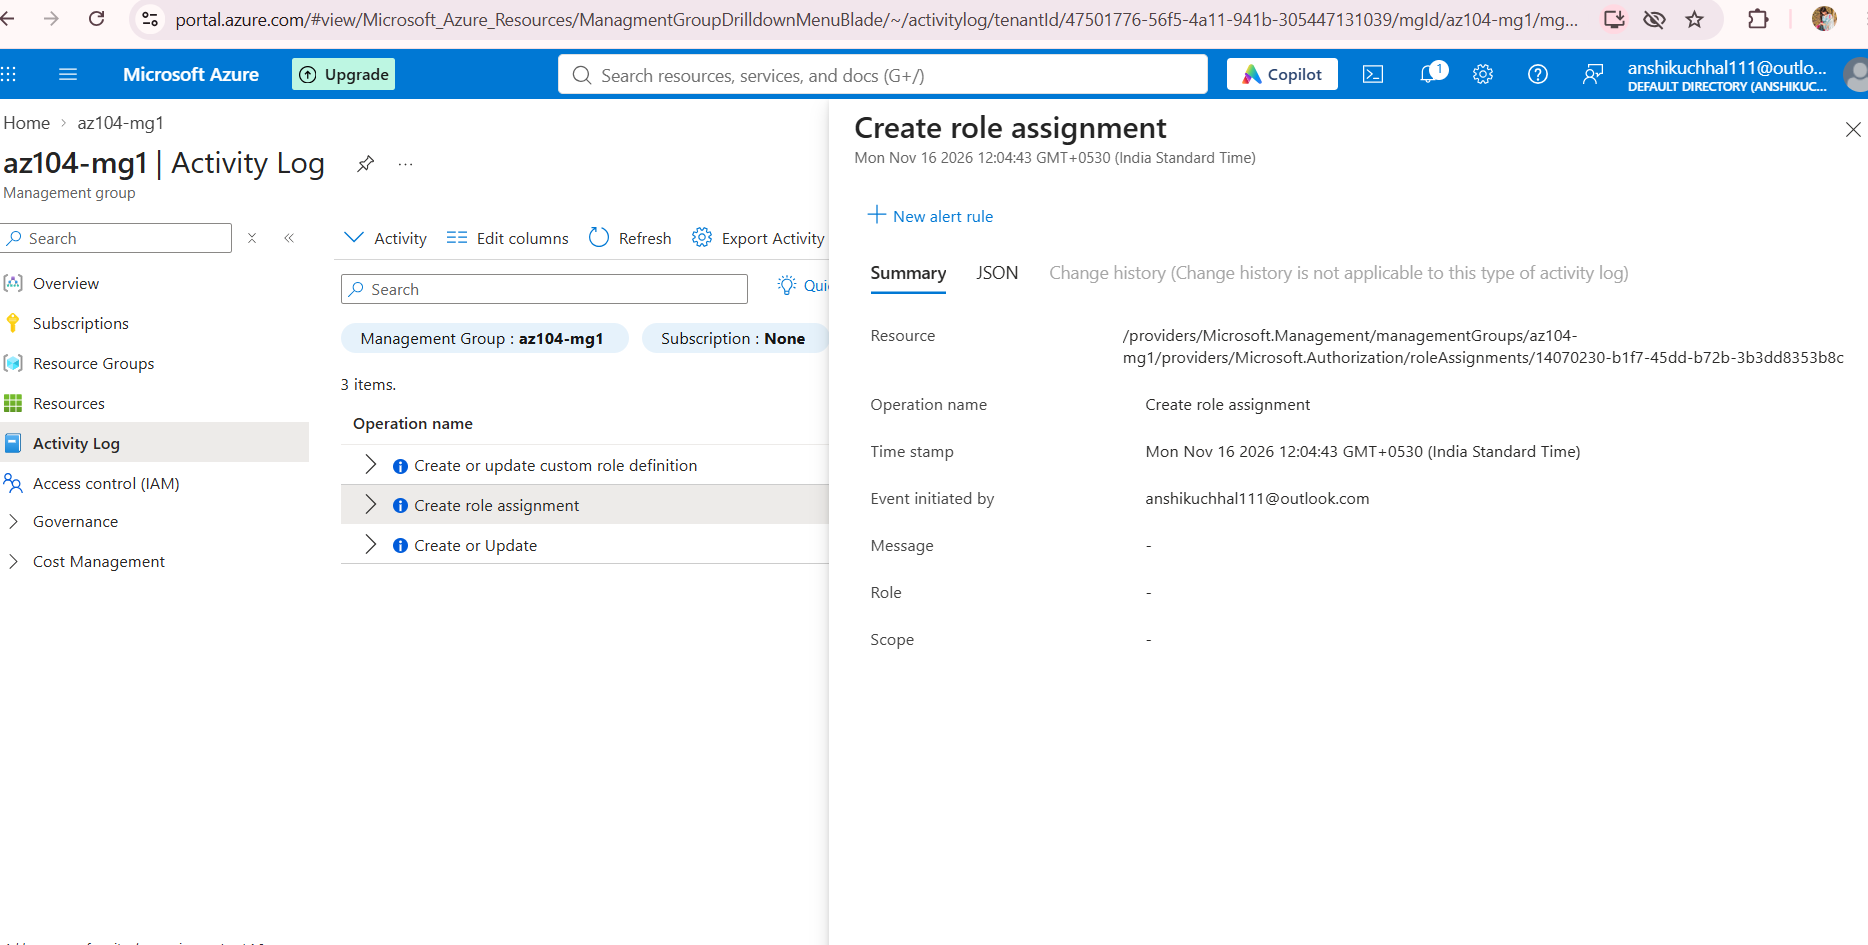 portal.azure.com/#view/Microsoft_Azure_Resources/ManagmentGroupDrilldownMenuBlade/~/activitylog/tenantId/47501776-56f5-4a11-941b-305447131039/mgId/az104-mg1/mg...
Microsoft Azure
Upgrade
Search resources, services, and docs (G+/)
Copilot
1
anshikuchhal111@outlo...
DEFAULT DIRECTORY (ANSHIKUC...
Home > az104-mg1
az104-mg1 | Activity Log
...
Management group
Search
Overview
Subscriptions
Resource Groups
Resources
Activity Log
Access control (IAM)
Governance
Cost Management
Activity
Edit columns
Refresh
Export Activity
Search
Management Group : az104-mg1
Subscription : None
3 items.
Operation name
Create or update custom role definition
Create role assignment
Create or Update
Create role assignment
Mon Nov 16 2026 12:04:43 GMT+0530 (India Standard Time)
+ New alert rule
Summary
JSON
Change history (Change history is not applicable to this type of activity log)
Resource
/providers/Microsoft.Management/managementGroups/az104-
mg1/providers/Microsoft.Authorization/roleAssignments/14070230-b1f7-45dd-b72b-3b3dd8353b8c
Operation name
Create role assignment
Time stamp
Mon Nov 16 2026 12:04:43 GMT+0530 (India Standard Time)
Event initiated by
anshikuchhal111@outlook.com
Message
-
Role
-
Scope
-